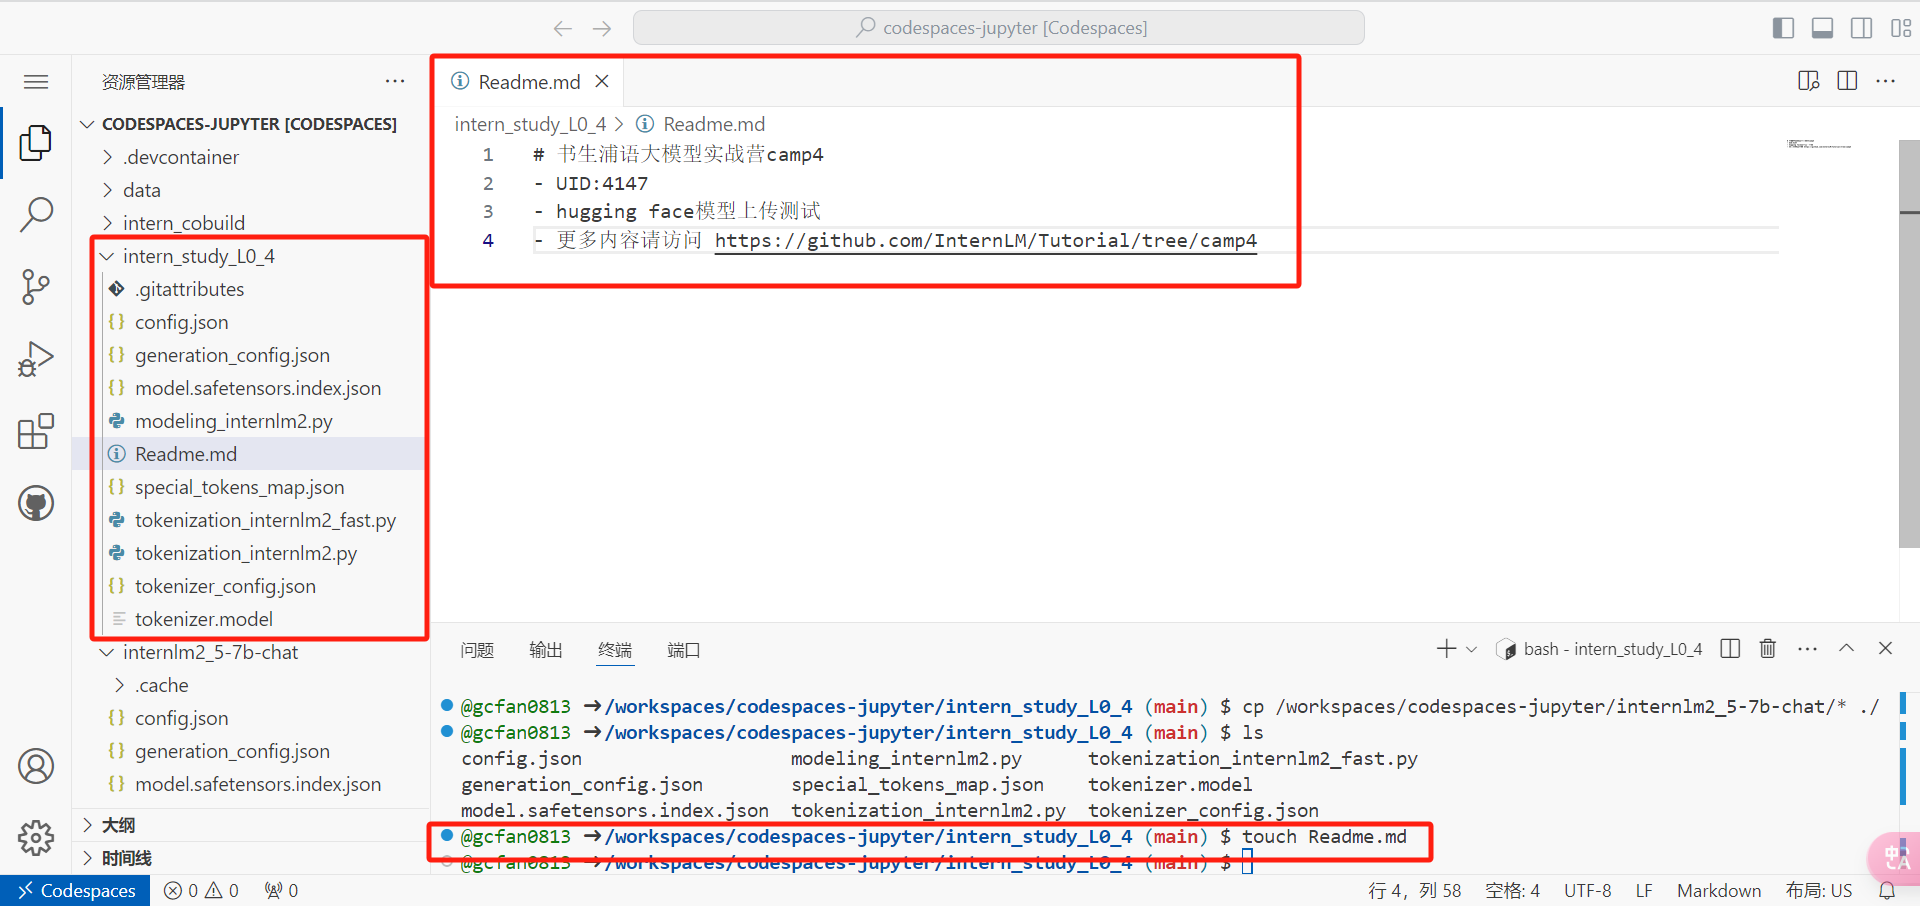 codespaces-jupyter [Codespaces]
资源管理器
CODESPACES-JUPYTER [CODESPACES]
.devcontainer
data
intern_cobuild
intern_study_L0_4
.gitattributes
config.json
generation_config.json
model.safetensors.index.json
modeling_internlm2.py
Readme.md
special_tokens_map.json
tokenization_internlm2_fast.py
tokenization_internlm2.py
tokenizer_config.json
tokenizer.model
internlm2_5-7b-chat
.cache
config.json
generation_config.json
model.safetensors.index.json
大纲
时间线
Readme.md
intern_study_L0_4 > Readme.md
1 # 书生浦语大模型实战营camp4
2 - UID:4147
3 - hugging face模型上传测试
4 - 更多内容请访问 https://github.com/InternLM/Tutorial/tree/camp4
问题 输出 终端 端口 bash - intern_study_L0_4
@gcfan0813 →/workspaces/codespaces-jupyter/intern_study_L0_4 (main) $ cp /workspaces/codespaces-jupyter/internlm2_5-7b-chat/* ./
@gcfan0813 →/workspaces/codespaces-jupyter/intern_study_L0_4 (main) $ ls
config.json modeling_internlm2.py tokenization_internlm2_fast.py
generation_config.json special_tokens_map.json tokenizer.model
model.safetensors.index.json tokenization_internlm2.py tokenizer_config.json
@gcfan0813 →/workspaces/codespaces-jupyter/intern_study_L0_4 (main) $ touch Readme.md
@gcfan0813 →/workspaces/codespaces-jupyter/intern_study_L0_4 (main) $
中A
Codespaces 0 0 0 行 4，列 58 空格: 4 UTF-8 LF Markdown 布局: US